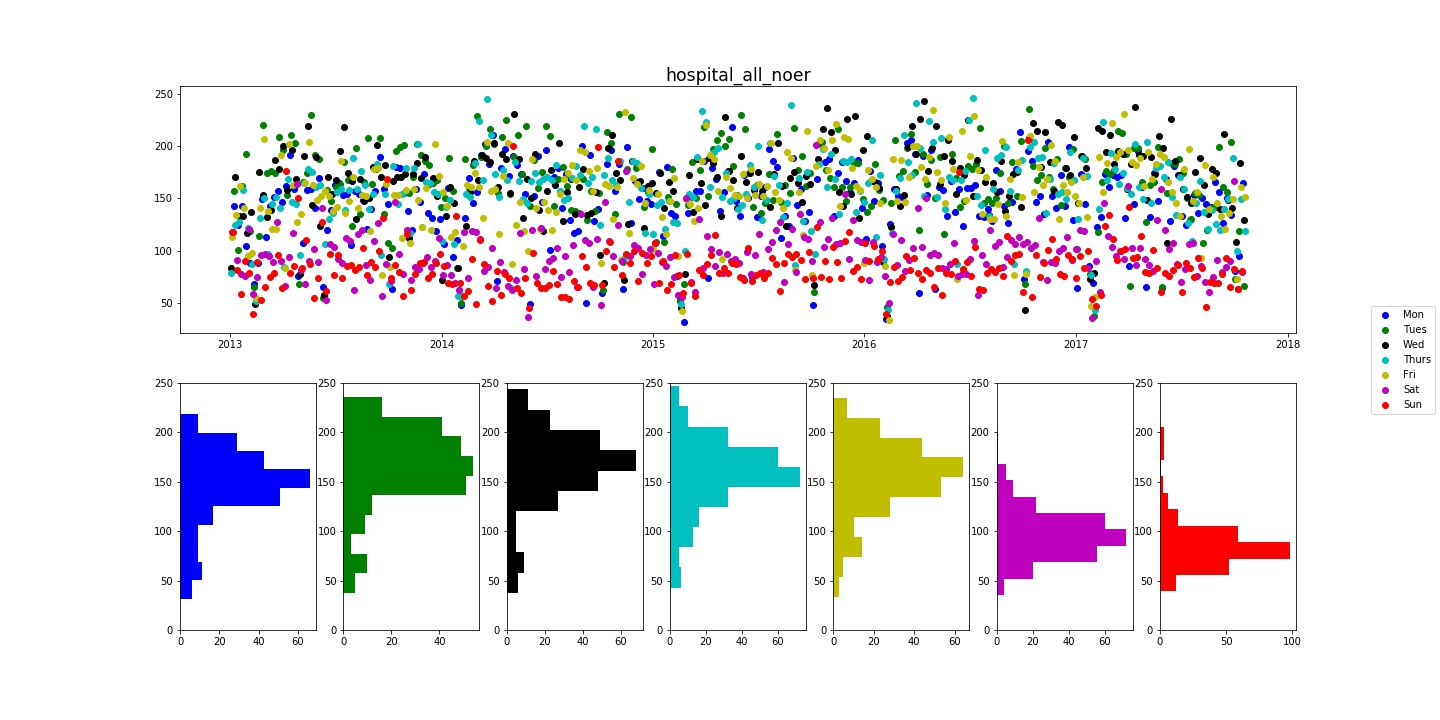 hospital_all_noer
250
200
150
100
50
2013 2014 2015 2016 2017 2018
Mon
Tues
Wed
Thurs
Fri
Sat
Sun
250 250 250 250 250 250 250
200 200 200 200 200 200 200
150 150 150 150 150 150 150
100 100 100 100 100 100 100
50 50 50 50 50 50 50
0 0 0 0 0 0 0
0 20 40 60 0 20 40 0 20 40 60 0 20 40 60 0 20 40 60 0 20 40 60 0 50 100